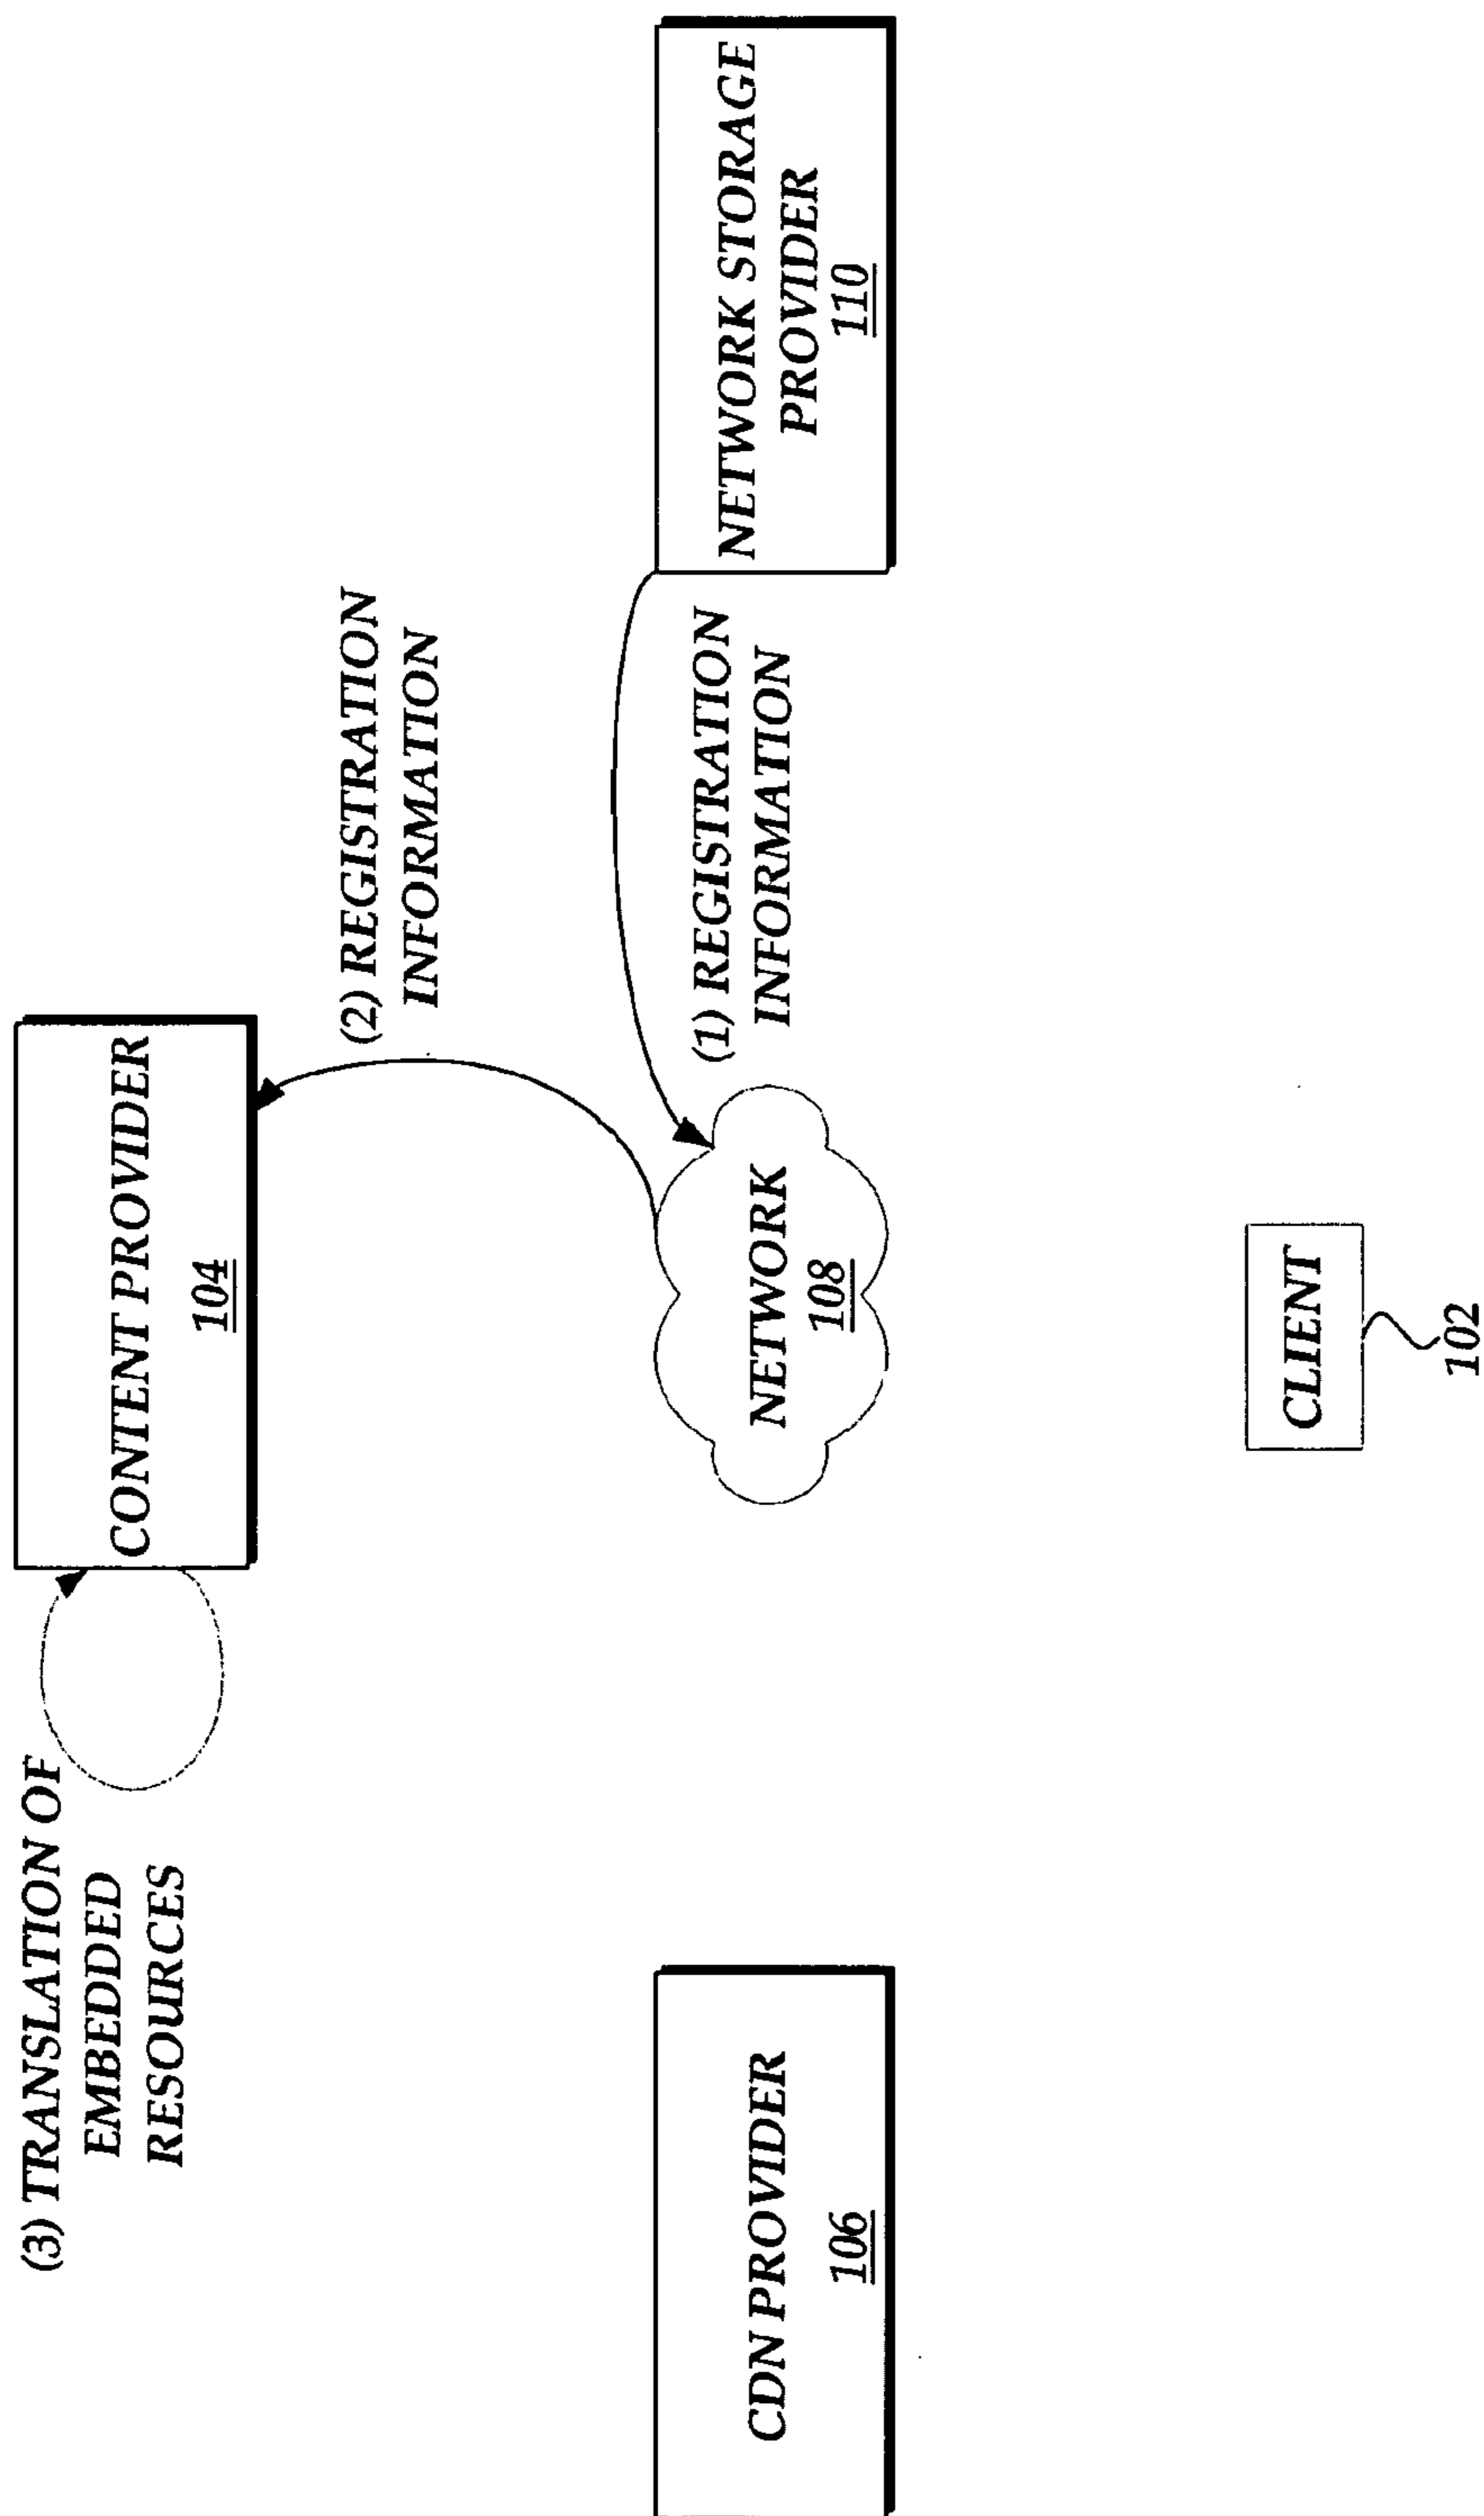 (3) TRANSLATION OF
EMBEDDED
RESOURCES
CONTENT PROVIDER
104
(2) REGISTRATION
INFORMATION
CDN PROVIDER
106
NETWORK
108
(1) REGISTRATION
INFORMATION
NETWORK STORAGE
PROVIDER
110
CLIENT
102